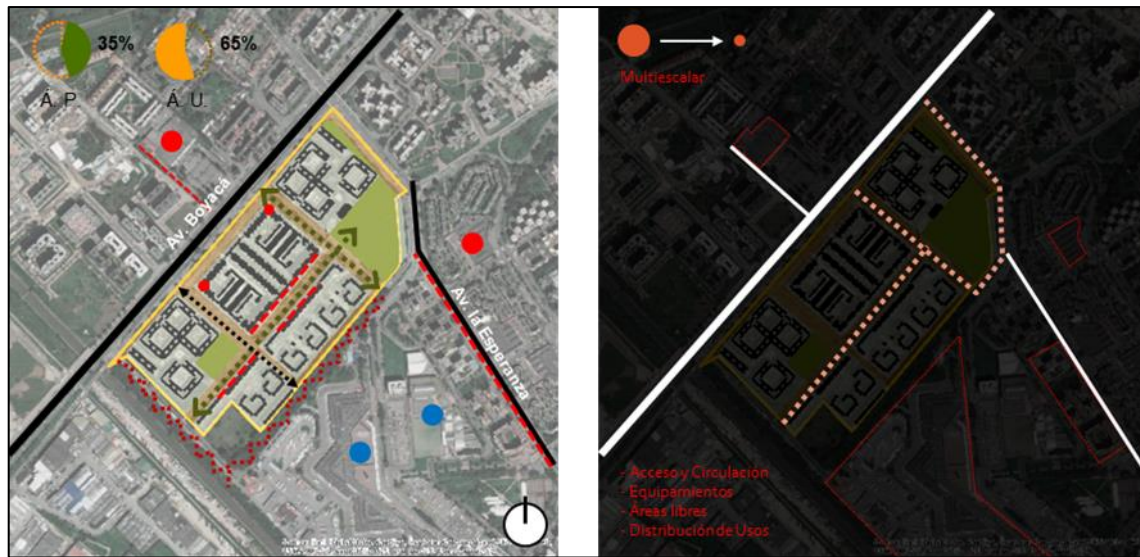 35%
65%
Á. P
Á. U.
Av. Boyacá
Av. la Esperanza
Multiescalar
- Acceso y Circulación
- Equipamientos
- Áreas libres
- Distribución de Usos